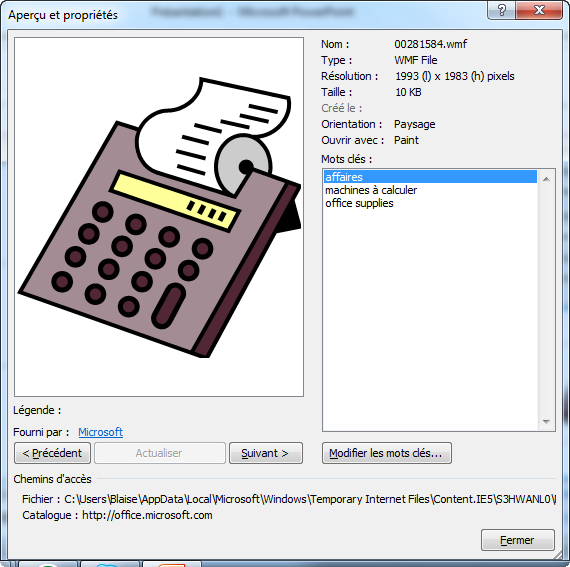 Aperçu et propriétés
Présentation1 - Microsoft PowerPoint
Nom : 00281584.wmf
Type : WMF File
Résolution : 1993 (l) x 1983 (h) pixels
Taille : 10 KB
Créé le :
Orientation : Paysage
Ouvrir avec : Paint
Mots clés :
affaires
machines à calculer
office supplies
Légende :
Fourni par : Microsoft
< Précédent Actualiser Suivant > Modifier les mots clés...
Chemins d'accès
Fichier : C:\Users\Blaise\AppData\Local\Microsoft\Windows\Temporary Internet Files\Content.IE5\S3HWANL0\
Catalogue : http://office.microsoft.com
Fermer